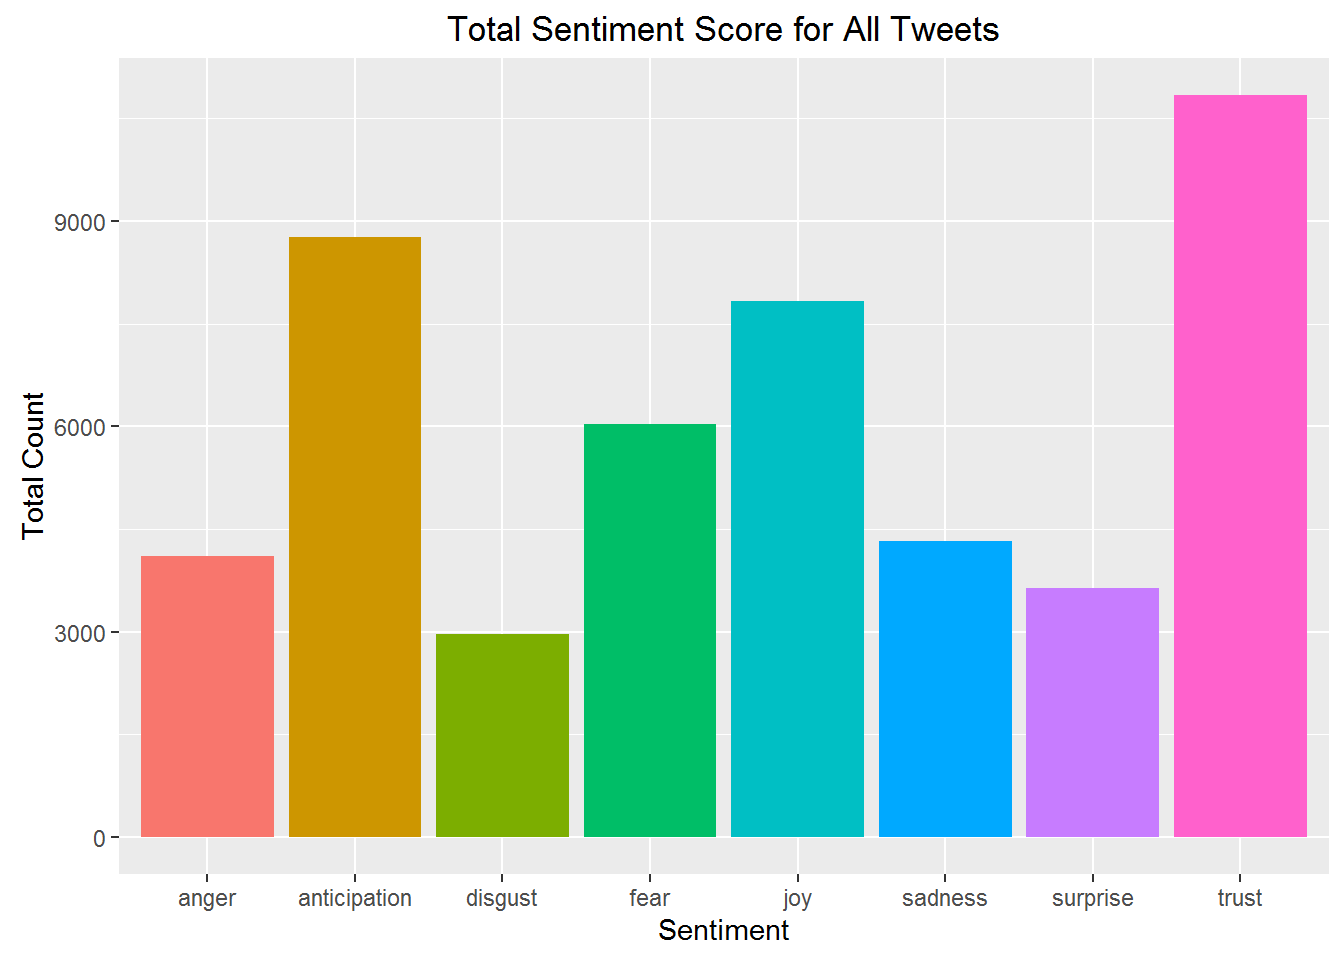 Total Sentiment Score for All Tweets
Total Count
9000
6000
3000
0
anger anticipation disgust fear joy sadness surprise trust
Sentiment